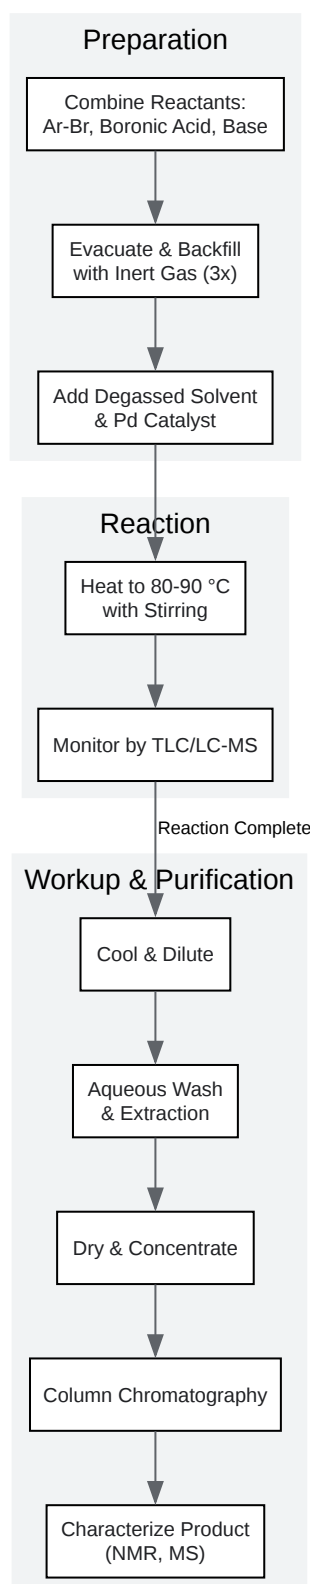 Preparation
Combine Reactants:
Ar-Br, Boronic Acid, Base
Evacuate & Backfill
with Inert Gas (3x)
Add Degassed Solvent
& Pd Catalyst
Reaction
Heat to 80-90 °C
with Stirring
Monitor by TLC/LC-MS
Reaction Complete
Workup & Purification
Cool & Dilute
Aqueous Wash
& Extraction
Dry & Concentrate
Column Chromatography
Characterize Product
(NMR, MS)